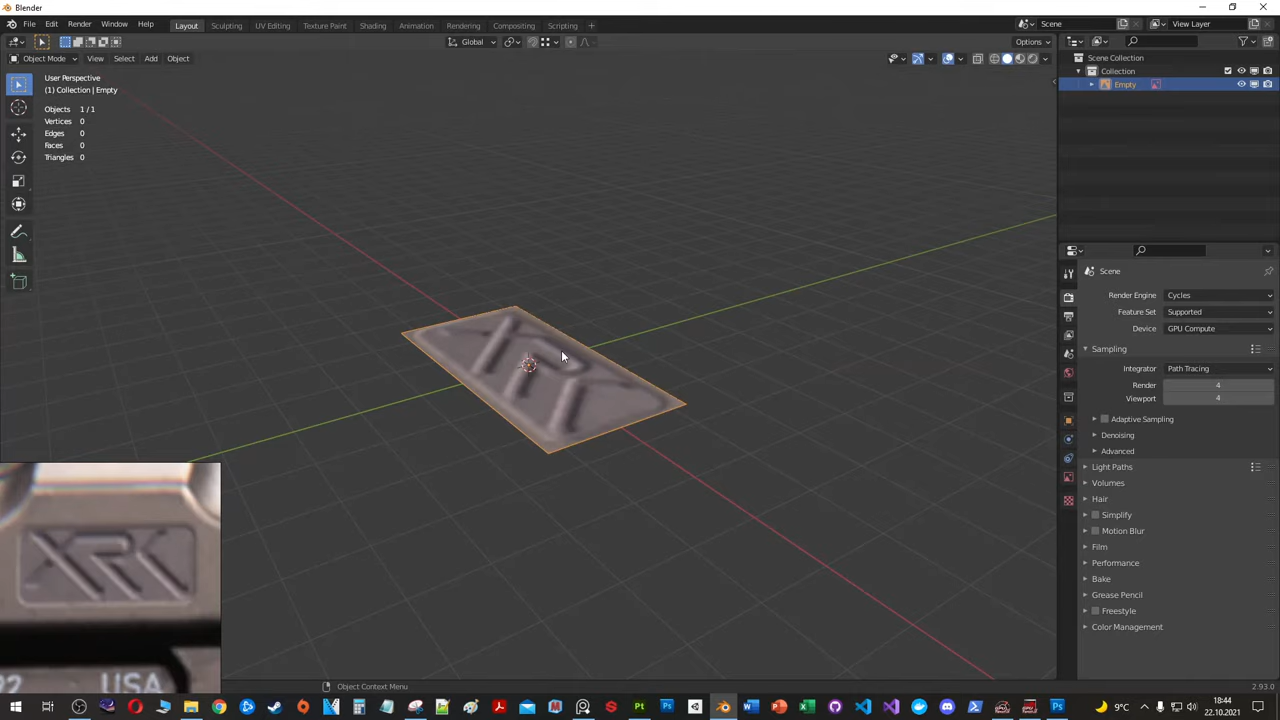 Blender
File Edit Render Window Help Layout Sculpting UV Editing Texture Paint Shading Animation Rendering Compositing Scripting + Scene View Layer
Global Options
Object Mode View Select Add Object
User Perspective
(1) Collection | Empty
Objects 1/1
Vertices 0
Edges 0
Faces 0
Triangles 0
Scene Collection
Collection
Empty
Scene
Render Engine Cycles
Feature Set Supported
Device GPU Compute
Sampling
Integrator Path Tracing
Render 4
Viewport 4
Adaptive Sampling
Denoising
Advanced
Light Paths
Volumes
Hair
Simplify
Motion Blur
Film
Performance
Bake
Grease Pencil
Freestyle
Color Management
XRK
XRK
22 USA
Object Context Menu 2.93.0
9°C 18:44
22.10.2021